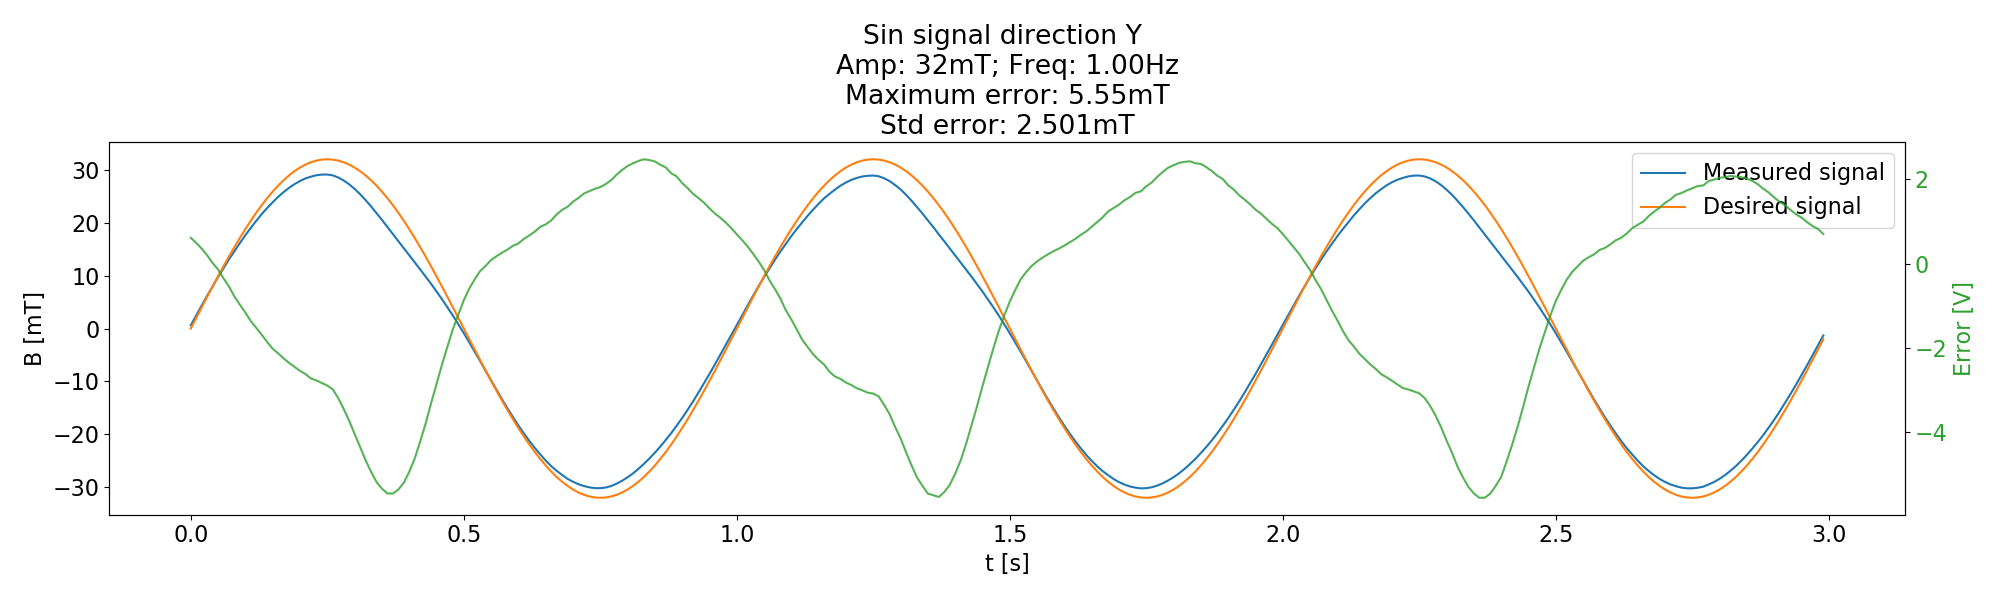 Sin signal direction Y
Amp: 32mT; Freq: 1.00Hz
Maximum error: 5.55mT
Std error: 2.501mT
Measured signal
Desired signal
B [mT]
30
20
10
0
−10
−20
−30
2
0
−2
−4
Error [V]
0.0 0.5 1.0 1.5 2.0 2.5 3.0
t [s]